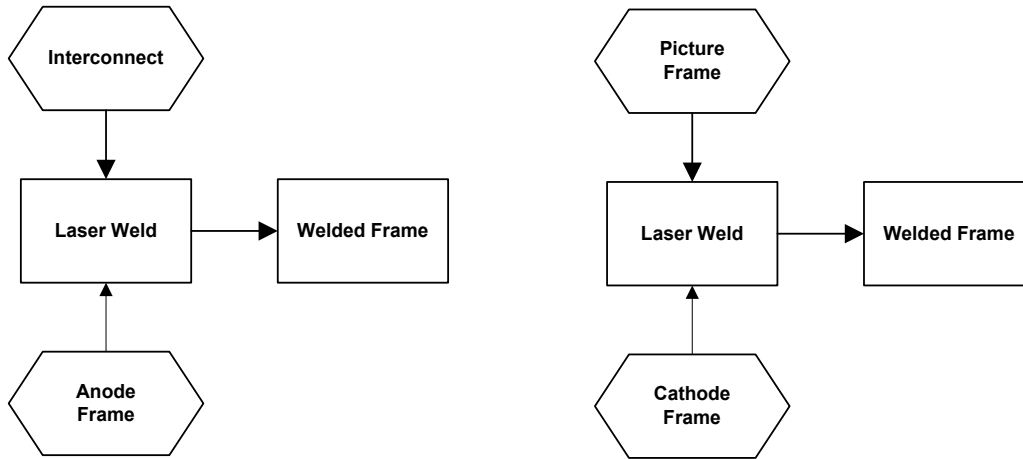 Interconnect
Laser Weld
Welded Frame
Anode
Frame
Picture
Frame
Laser Weld
Welded Frame
Cathode
Frame